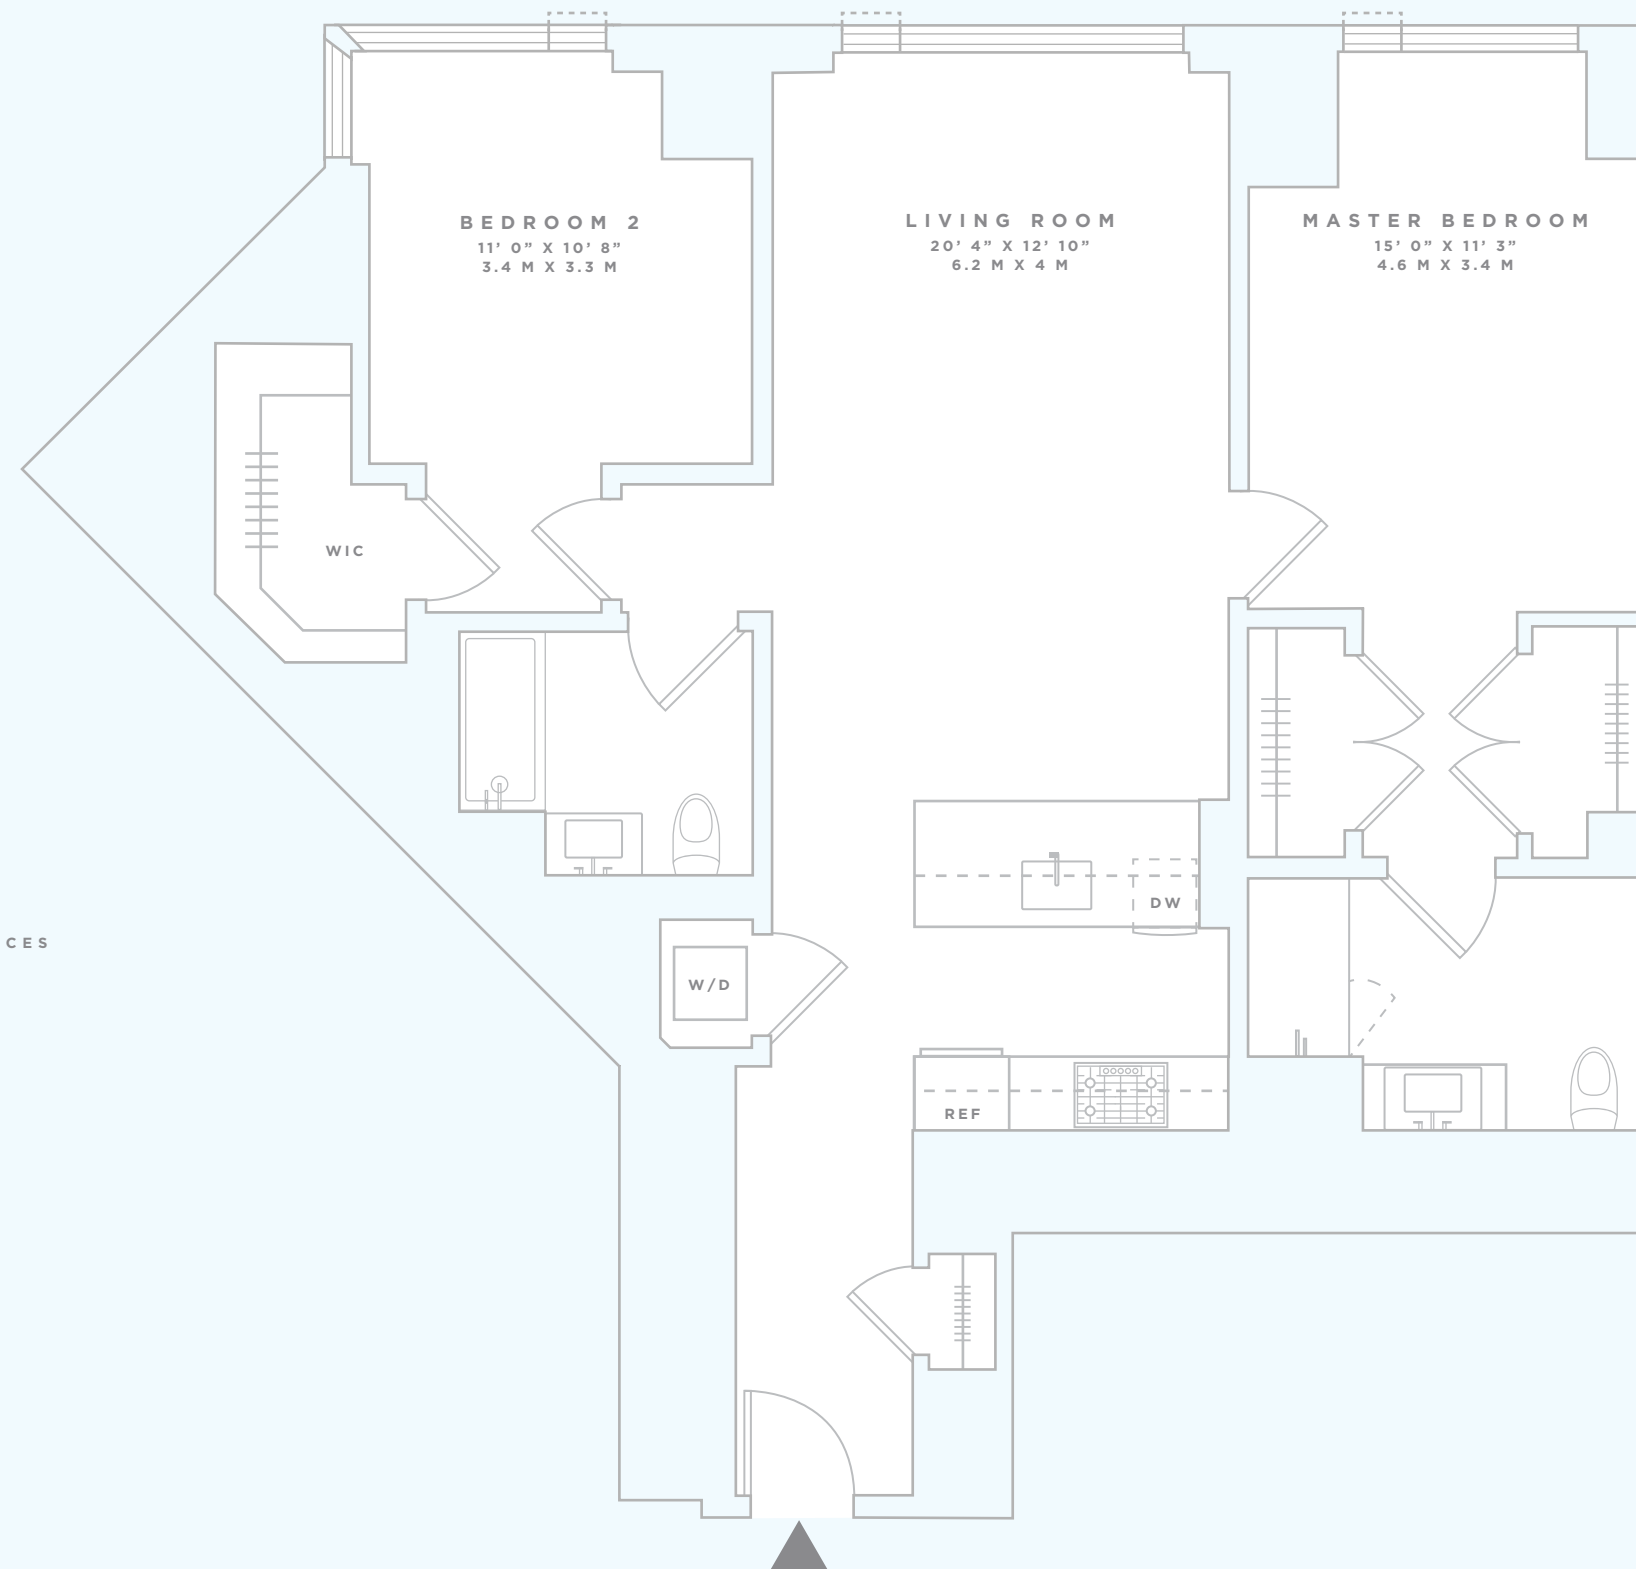 BEDROOM 2
11’ 0” X 10’ 8”
3.4 M X 3.3 M
LIVING ROOM
20’ 4” X 12’ 10”
6.2 M X 4 M
MASTER BEDROOM
15’ 0” X 11’ 3”
4.6 M X 3.4 M
WIC
DW
CES
W/D
REF